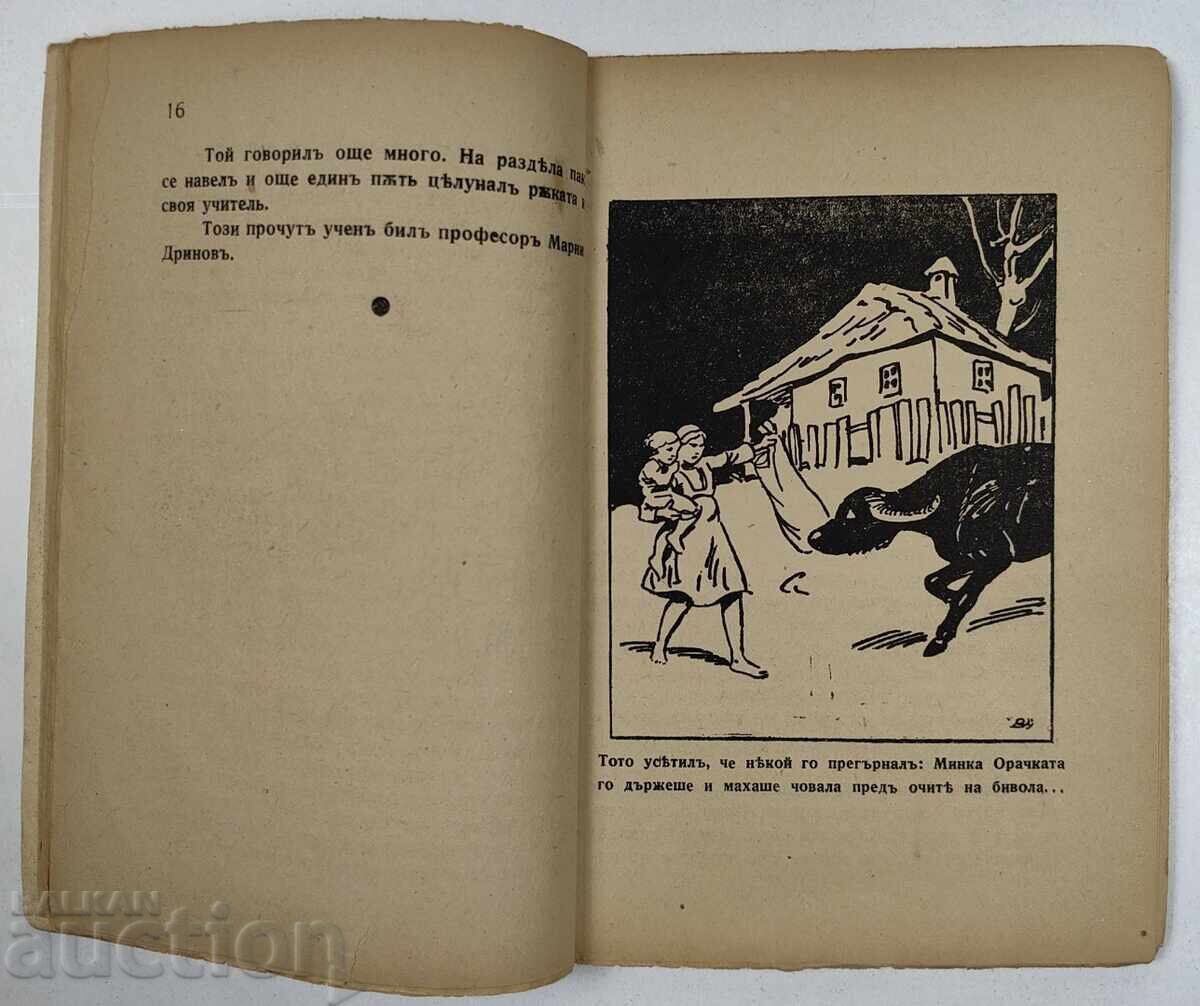 16
Той говорилъ още много. На раздѣла пак
се навелъ и още единъ пѫть цѣлуналъ рѫката н
своя учитель.
Този прочутъ ученъ билъ професоръ Марин
Дриновъ.
Тото усѣтилъ, че нѣкой го прегърналъ: Минка Орачката
го държеше и махаше човала предъ очитѣ на бивола...
BALKAN
auction